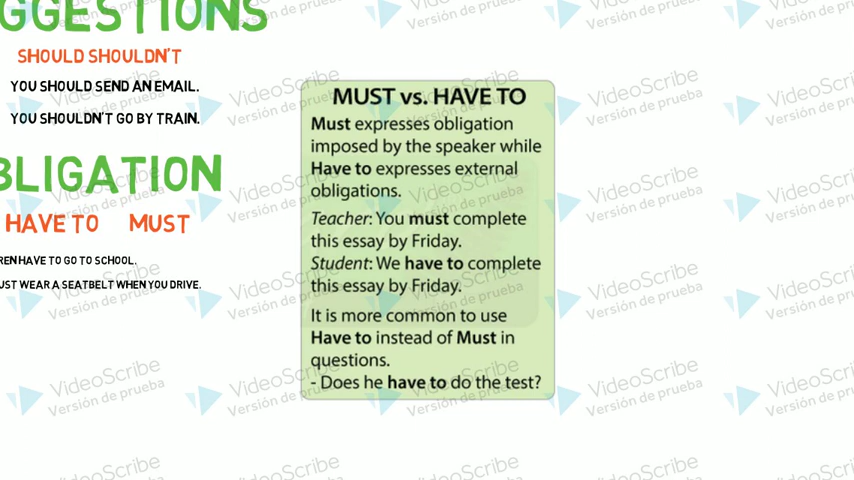 GGESTIONS
SHOULD SHOULDN'T
YOU SHOULD SEND AN EMAIL.
YOU SHOULDN'T GO BY TRAIN.
BLIGATION
HAVE TO MUST
REN HAVE TO GO TO SCHOOL.
UST WEAR A SEATBELT WHEN YOU DRIVE.
MUST vs. HAVE TO
Must expresses obligation
imposed by the speaker while
Have to expresses external
obligations.
Teacher: You must complete
this essay by Friday.
Student: We have to complete
this essay by Friday.
It is more common to use
Have to instead of Must in
questions.
- Does he have to do the test?
VideoScribe
Versión de prueba